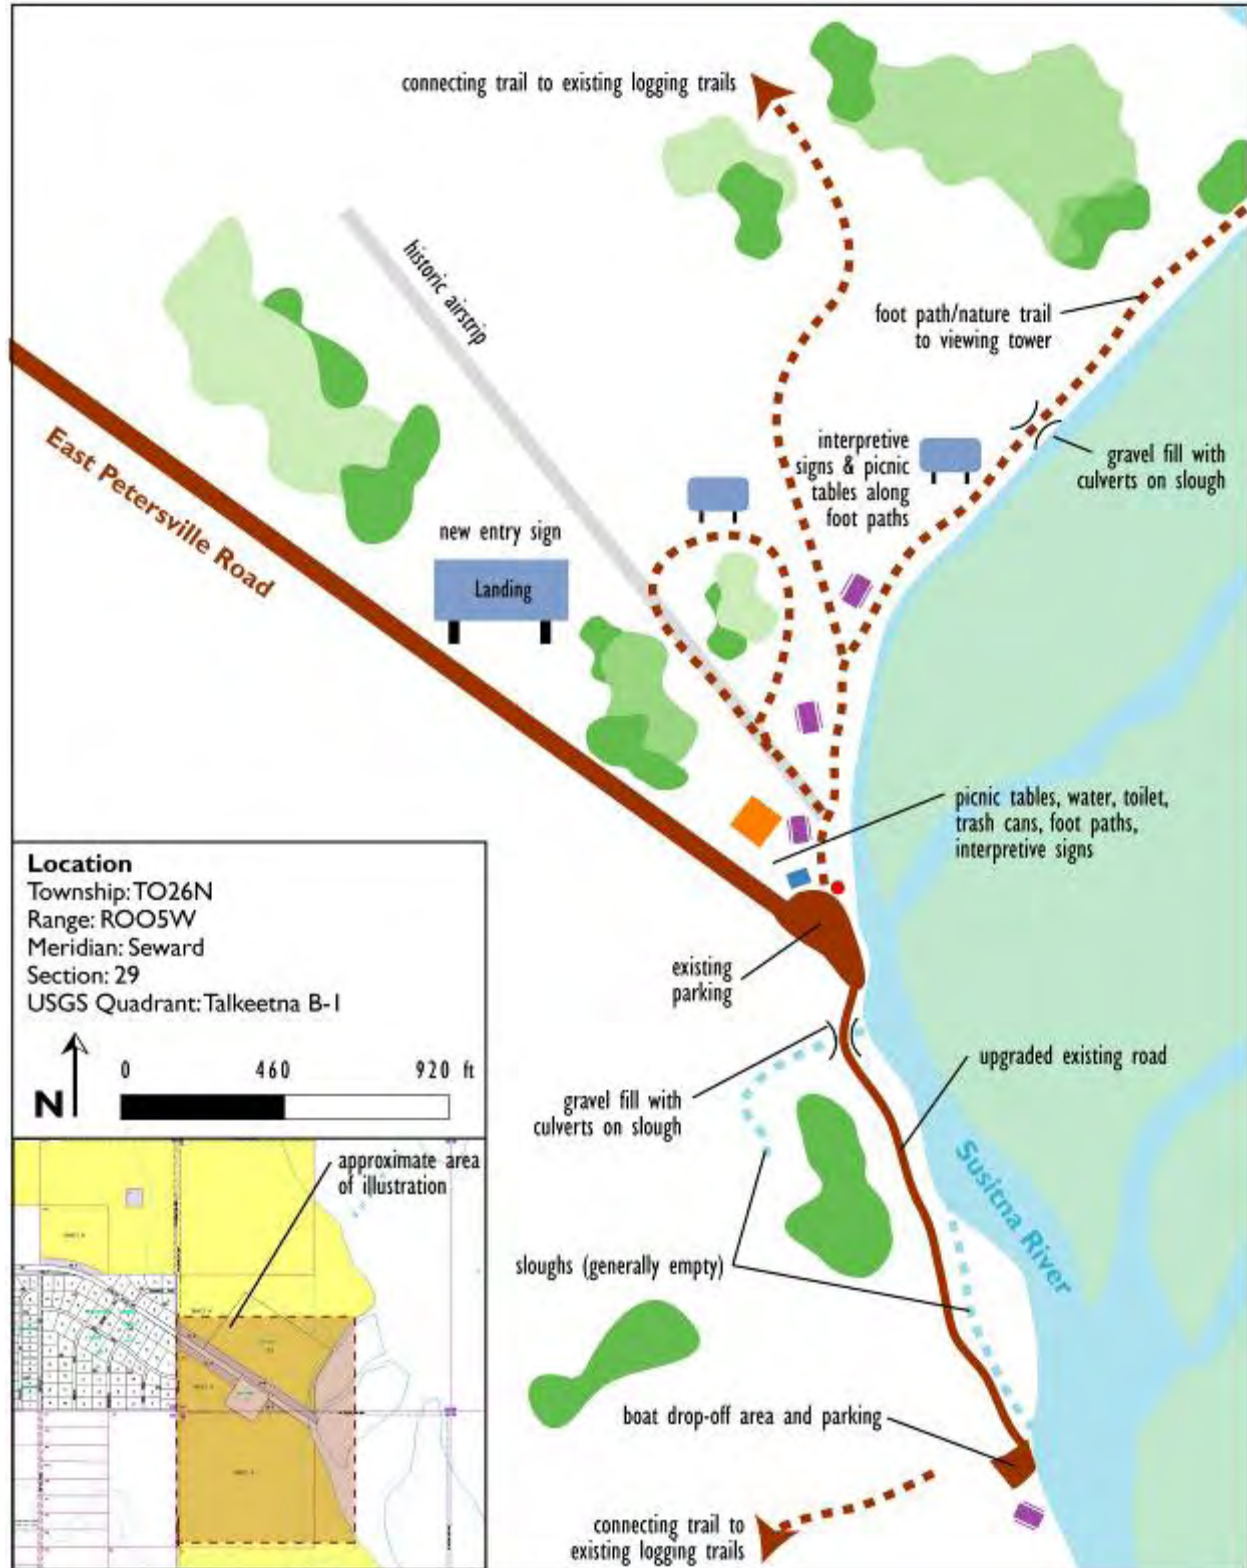 connecting trail to existing logging trails
historic airstrip
foot path/nature trail
to viewing tower
East Petersville Road
interpretive
signs & picnic
tables along
foot paths
gravel fill with
culverts on slough
new entry sign
Landing
picnic tables, water, toilet,
trash cans, foot paths,
interpretive signs
Location
Township: TO26N
Range: ROO5W
Meridian: Seward
Section: 29
USGS Quadrant: Talkeetna B-1
N
0 460 920 ft
existing
parking
upgraded existing road
gravel fill with
culverts on slough
Susitna River
approximate area
of illustration
sloughs (generally empty)
boat drop-off area and parking
connecting trail to
existing logging trails